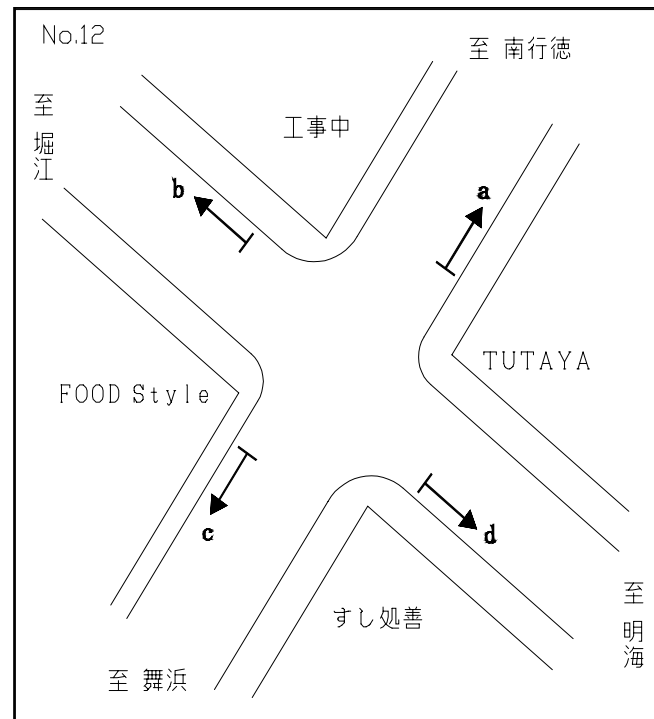 No.12
至 南行徳
至 堀江
工事中
b
a
TUTAYA
FOOD Style
c
d
すし処善
至 明海
至 舞浜